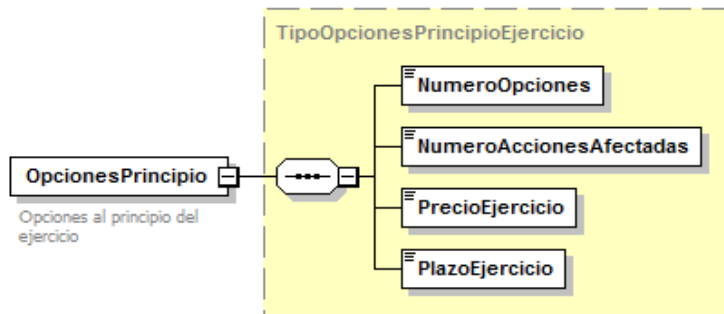 TipoOpcionesPrincipioEjercicio
NumeroOpciones
NumeroAccionesAfectadas
OpcionesPrincipio
Opciones al principio del
ejercicio
PrecioEjercicio
PlazoEjercicio